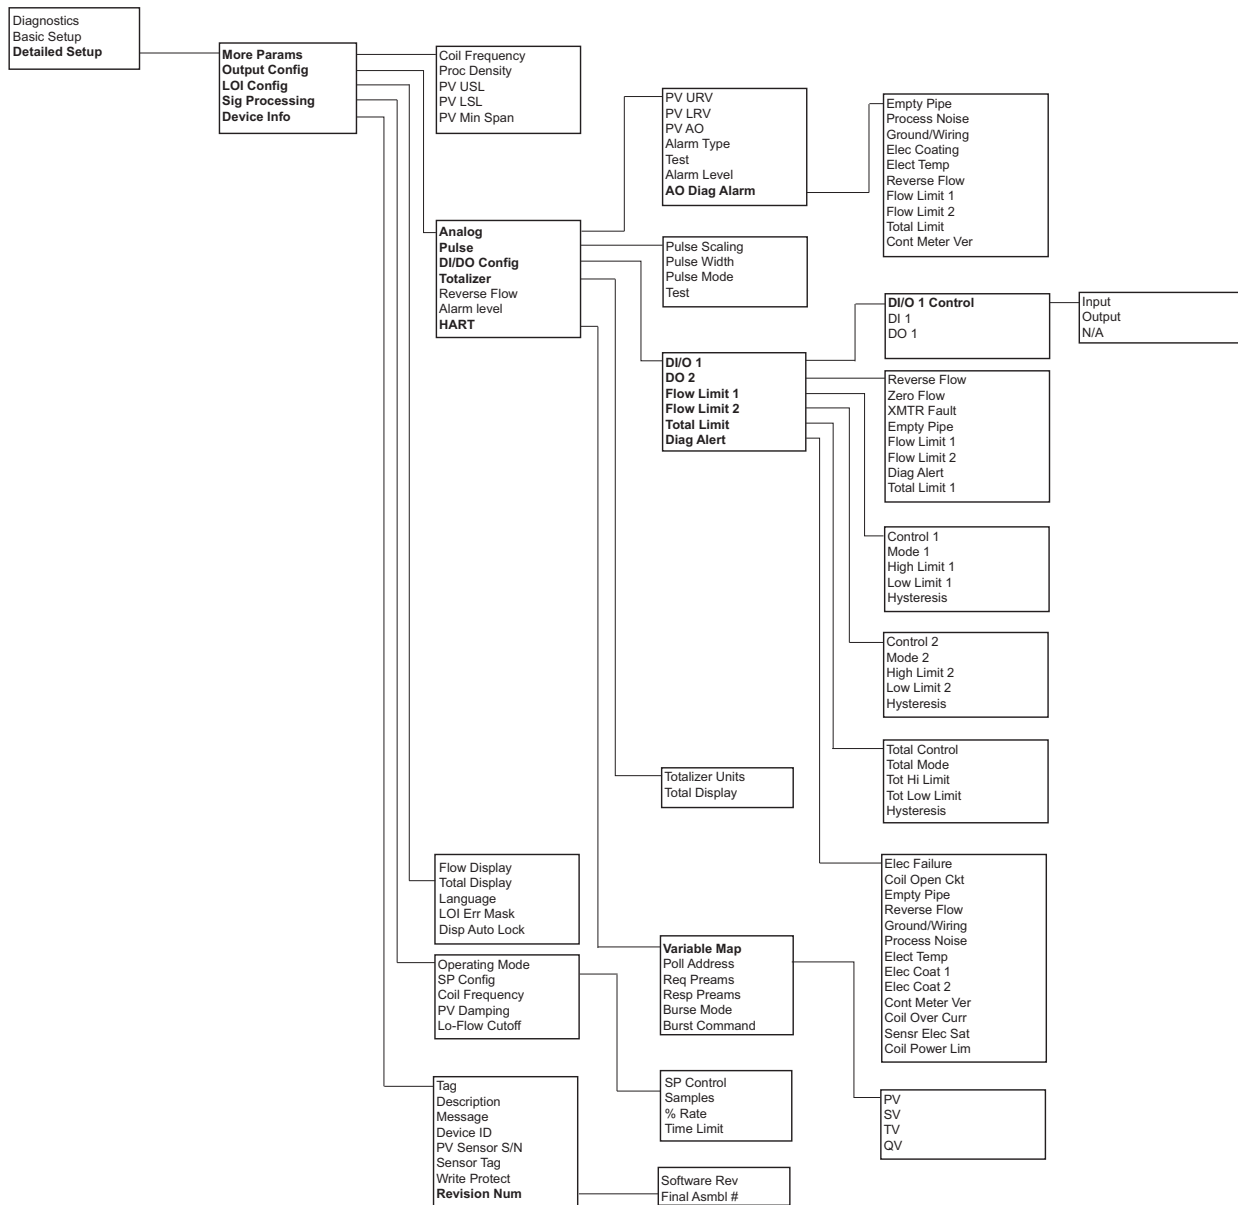 Diagnostics
Basic Setup
Detailed Setup
More Params
Output Config
LOI Config
Sig Processing
Device Info
Coil Frequency
Proc Density
PV USL
PV LSL
PV Min Span
PV URV
PV LRV
PV AO
Alarm Type
Test
Alarm Level
AO Diag Alarm
Empty Pipe
Process Noise
Ground/Wiring
Elec Coating
Elect Temp
Reverse Flow
Flow Limit 1
Flow Limit 2
Total Limit
Cont Meter Ver
Analog
Pulse
DI/DO Config
Totalizer
Reverse Flow
Alarm level
HART
Pulse Scaling
Pulse Width
Pulse Mode
Test
DI/O 1 Control
DI 1
DO 1
Input
Output
N/A
DI/O 1
DO 2
Flow Limit 1
Flow Limit 2
Total Limit
Diag Alert
Reverse Flow
Zero Flow
XMTR Fault
Empty Pipe
Flow Limit 1
Flow Limit 2
Diag Alert
Total Limit 1
Control 1
Mode 1
High Limit 1
Low Limit 1
Hysteresis
Control 2
Mode 2
High Limit 2
Low Limit 2
Hysteresis
Total Control
Total Mode
Tot Hi Limit
Tot Low Limit
Hysteresis
Totalizer Units
Total Display
Elec Failure
Coil Open Ckt
Empty Pipe
Reverse Flow
Ground/Wiring
Process Noise
Elect Temp
Elec Coat 1
Elec Coat 2
Cont Meter Ver
Coil Over Curr
Sensr Elec Sat
Coil Power Lim
Flow Display
Total Display
Language
LOI Err Mask
Disp Auto Lock
Variable Map
Poll Address
Req Preams
Resp Preams
Burse Mode
Burst Command
Operating Mode
SP Config
Coil Frequency
PV Damping
Lo-Flow Cutoff
SP Control
Samples
% Rate
Time Limit
PV
SV
TV
QV
Tag
Description
Message
Device ID
PV Sensor S/N
Sensor Tag
Write Protect
Revision Num
Software Rev
Final Asmbl #